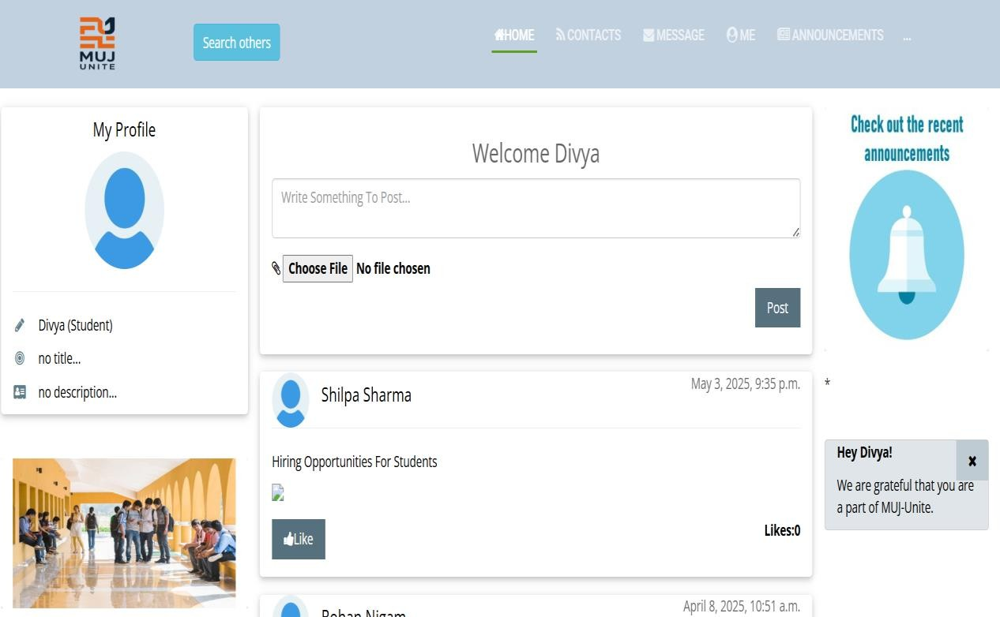 MUJ
UNITE
Search others
HOME
CONTACTS
MESSAGE
ME
ANNOUNCEMENTS
...
My Profile
Divya (Student)
no title...
no description...
Welcome Divya
Write Something To Post...
Choose File No file chosen
Post
Shilpa Sharma
May 3, 2025, 9:35 p.m.
Hiring Opportunities For Students
Like
Likes:0
Rohan Nigam
April 8, 2025, 10:51 a.m.
Check out the recent
announcements
*
Hey Divya!
×
We are grateful that you are
a part of MUJ-Unite.